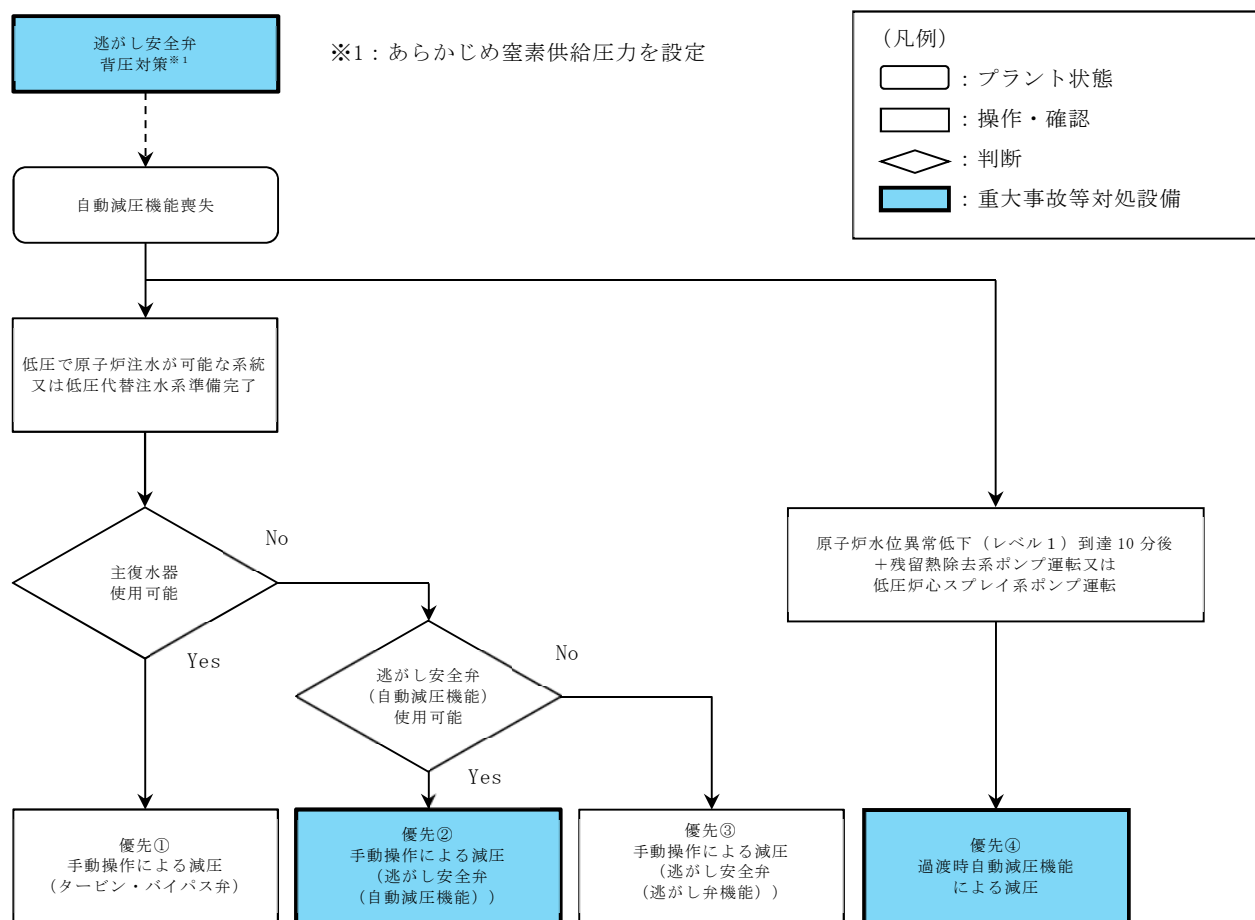 逃がし安全弁
背圧対策※1
※1：あらかじめ窒素供給圧力を設定
（凡例）
：プラント状態
：操作・確認
：判断
：重大事故等対処設備
自動減圧機能喪失
低圧で原子炉注水が可能な系統
又は低圧代替注水系準備完了
原子炉水位異常低下（レベル１）到達 10 分後
＋残留熱除去系ポンプ運転又は
低圧炉心スプレイ系ポンプ運転
主復水器
使用可能
No
Yes
逃がし安全弁
（自動減圧機能）
使用可能
No
Yes
優先①
手動操作による減圧
（タービン・バイパス弁）
優先②
手動操作による減圧
（逃がし安全弁
（自動減圧機能））
優先③
手動操作による減圧
（逃がし安全弁
（逃がし弁機能））
優先④
過渡時自動減圧機能
による減圧